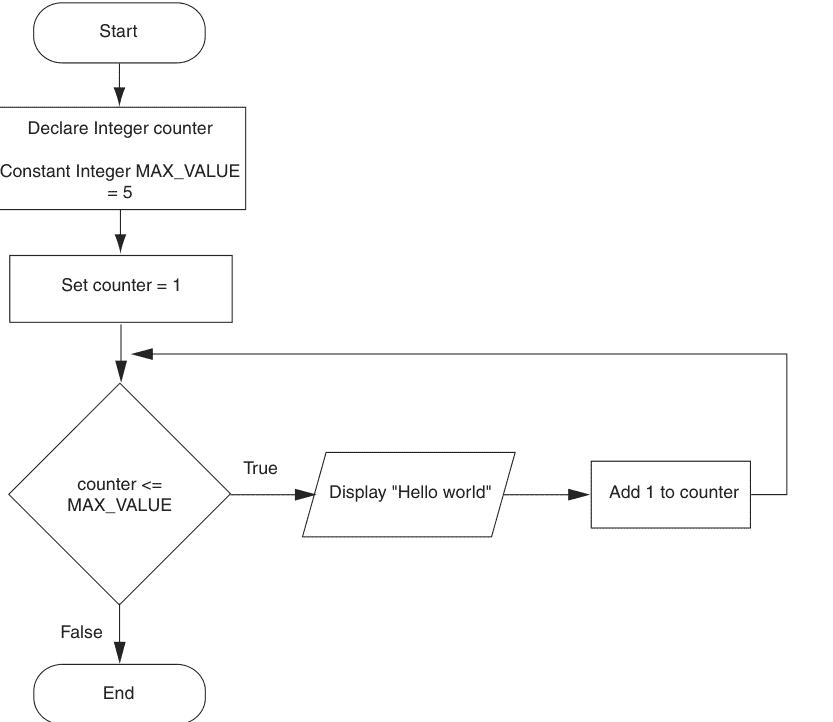 Start
Declare Integer counter
Constant Integer MAX_VALUE
= 5
Set counter = 1
counter <=
MAX_VALUE
True
Display "Hello world"
Add 1 to counter
False
End